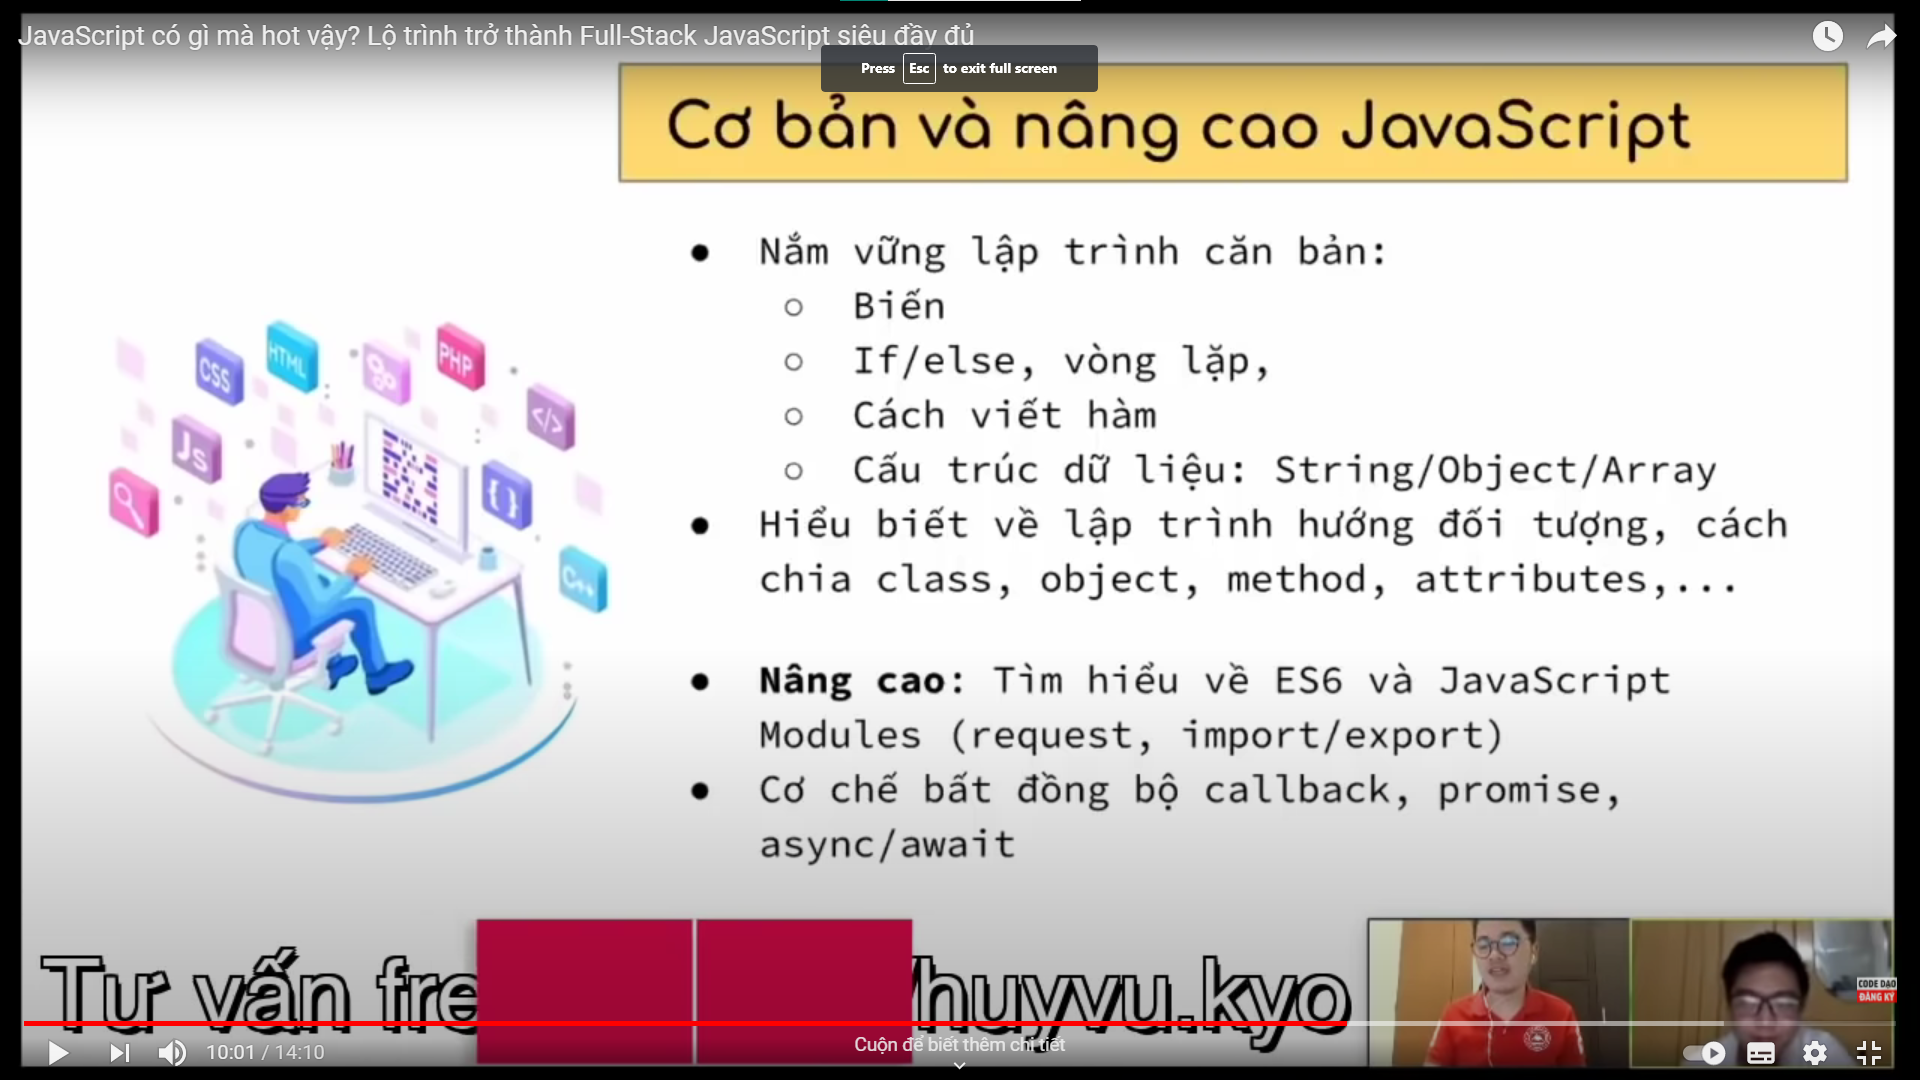 JavaScript có gì mà hot vậy? Lộ trình trở thành Full-Stack JavaScript siêu đầy đủ
Press Esc to exit full screen
Cơ bản và nâng cao JavaScript
● Nắm vững lập trình căn bản:
○ Biến
○ If/else, vòng lặp,
○ Cách viết hàm
○ Cấu trúc dữ liệu: String/Object/Array
● Hiểu biết về lập trình hướng đối tượng, cách
chia class, object, method, attributes,...
● Nâng cao: Tìm hiểu về ES6 và JavaScript
Modules (request, import/export)
● Cơ chế bất đồng bộ callback, promise,
async/await
CSS
HTML
PHP
</>
Js
{ }
C++
Tư vấn fre
/huyvu.kyo
CODE DẠO
ĐĂNG KÝ
10:01 / 14:10
Cuộn để biết thêm chi tiết